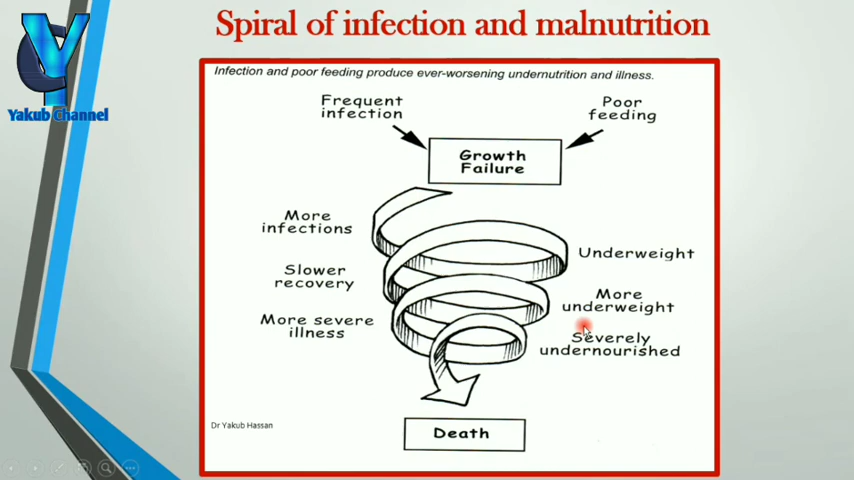 Spiral of infection and malnutrition
Yakub Channel
Infection and poor feeding produce ever-worsening undernutrition and illness.
Frequent
infection
Poor
feeding
Growth
Failure
More
infections
Underweight
Slower
recovery
More
underweight
More severe
illness
Severely
undernourished
Dr Yakub Hassan
Death